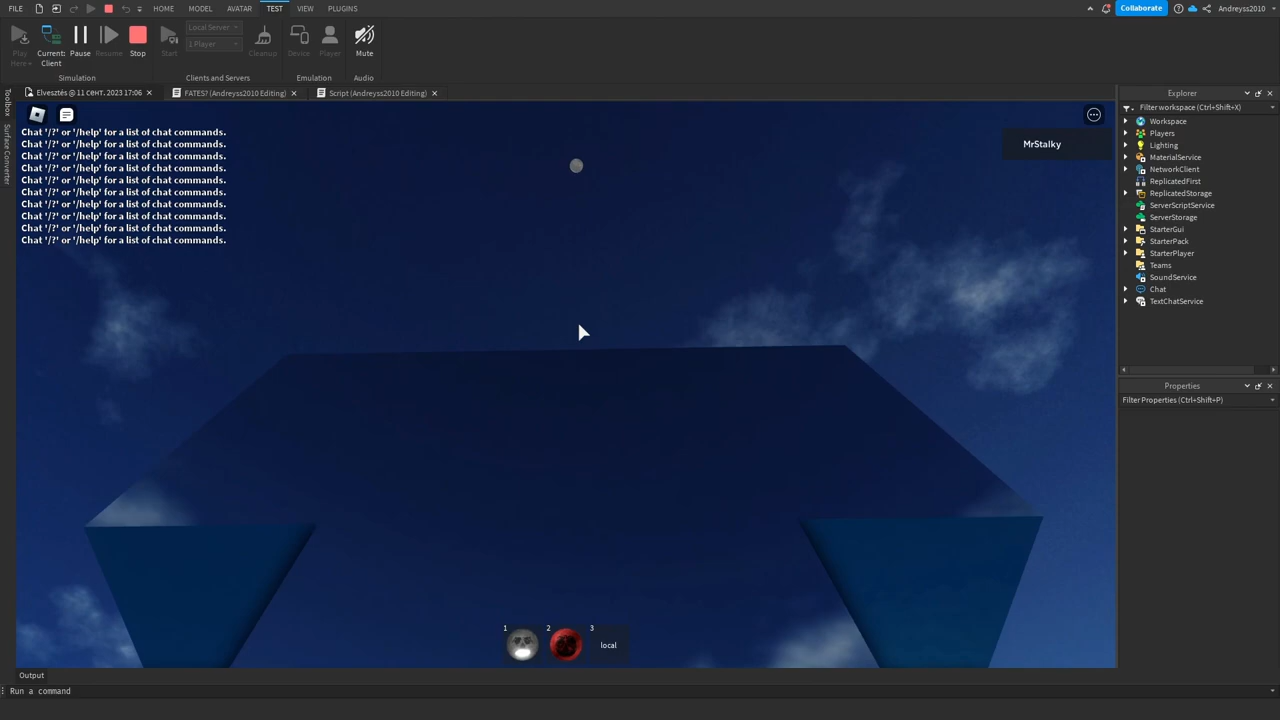 FILE
HOME
MODEL
AVATAR
TEST
VIEW
PLUGINS
Collaborate
Andreyss2010
Play Here
Current: Client
Pause
Resume
Stop
Simulation
Local Server
1 Player
Start
Cleanup
Clients and Servers
Device
Player
Emulation
Mute
Audio
Toolbox
Surface Converter
Elvesztés @ 11 сент. 2023 17:06
FATES? (Andreyss2010 Editing)
Script (Andreyss2010 Editing)
Chat '/?' or '/help' for a list of chat commands.
Chat '/?' or '/help' for a list of chat commands.
Chat '/?' or '/help' for a list of chat commands.
Chat '/?' or '/help' for a list of chat commands.
Chat '/?' or '/help' for a list of chat commands.
Chat '/?' or '/help' for a list of chat commands.
Chat '/?' or '/help' for a list of chat commands.
Chat '/?' or '/help' for a list of chat commands.
Chat '/?' or '/help' for a list of chat commands.
Chat '/?' or '/help' for a list of chat commands.
MrStalky
1
2
3
local
Explorer
Filter workspace (Ctrl+Shift+X)
Workspace
Players
Lighting
MaterialService
NetworkClient
ReplicatedFirst
ReplicatedStorage
ServerScriptService
ServerStorage
StarterGui
StarterPack
StarterPlayer
Teams
SoundService
Chat
TextChatService
Properties
Filter Properties (Ctrl+Shift+P)
Output
Run a command